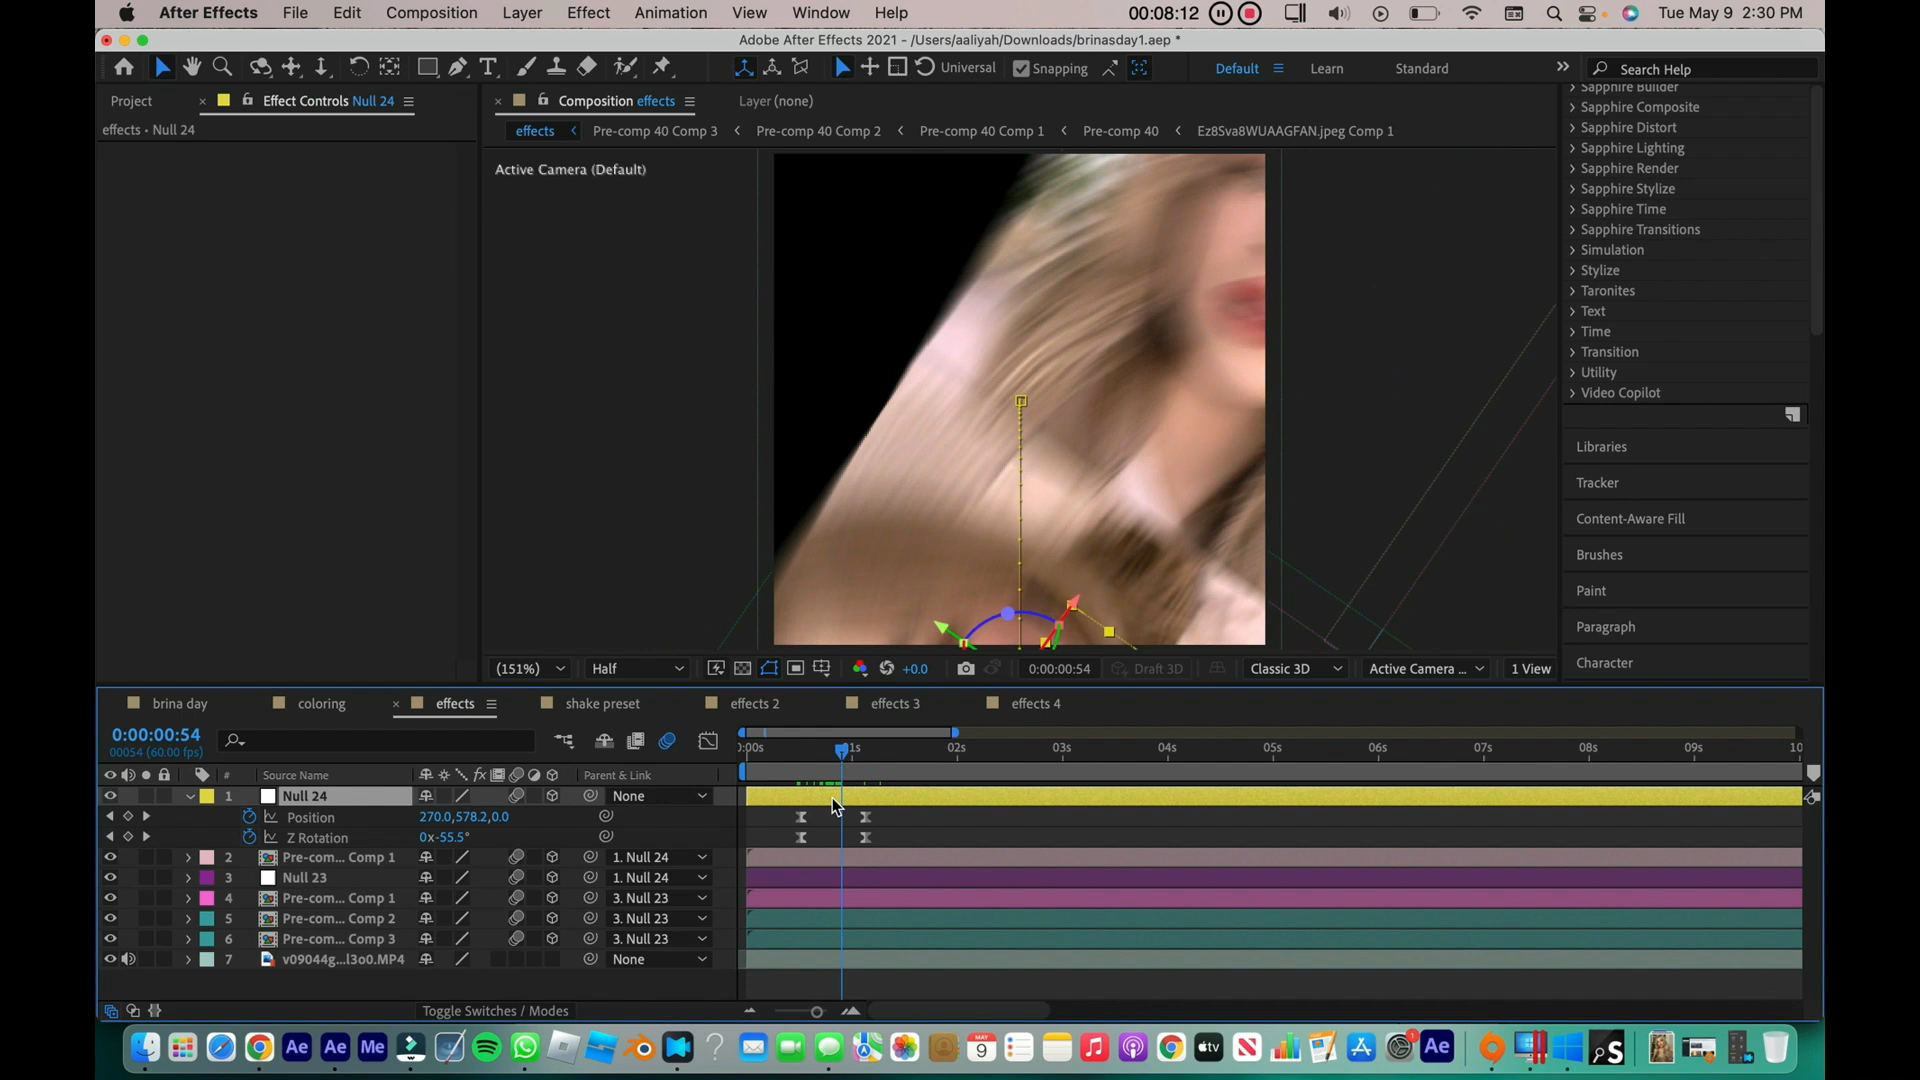 After Effects File Edit Composition Layer Effect Animation View Window Help 00:08:12 Tue May 9 2:30 PM
Adobe After Effects 2021 - /Users/aaliyah/Downloads/brinasday1.aep *
Universal Snapping Default Learn Standard Search Help
Project Effect Controls Null 24 Composition effects Layer (none)
effects • Null 24
effects Pre-comp 40 Comp 3 Pre-comp 40 Comp 2 Pre-comp 40 Comp 1 Pre-comp 40 Ez8Sva8WUAAGFAN.jpeg Comp 1
Active Camera (Default)
Sapphire Builder
Sapphire Composite
Sapphire Distort
Sapphire Lighting
Sapphire Render
Sapphire Stylize
Sapphire Time
Sapphire Transitions
Simulation
Stylize
Taronites
Text
Time
Transition
Utility
Video Copilot
Libraries
Tracker
Content-Aware Fill
Brushes
Paint
Paragraph
Character
(151%) Half +0.0 0:00:00:54 Draft 3D Classic 3D Active Camera ... 1 View
brina day coloring effects shake preset effects 2 effects 3 effects 4
0:00:00:54
00054 (60.00 fps)
):00s 01s 02s 03s 04s 05s 06s 07s 08s 09s 10
# Source Name fx Parent & Link
1 Null 24 None
Position 270.0,578.2,0.0
Z Rotation 0x-55.5°
2 Pre-com... Comp 1 1. Null 24
3 Null 23 1. Null 24
4 Pre-com... Comp 1 3. Null 23
5 Pre-com... Comp 2 3. Null 23
6 Pre-com... Comp 3 3. Null 23
7 v09044g...l3o0.MP4 None
Toggle Switches / Modes
Ae Ae Me ? MAY 9 tv 1 Ae S